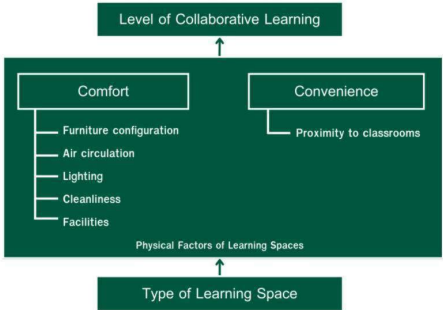 Level of Collaborative Learning
Comfort
Furniture configuration
Air circulation
Lighting
Cleanliness
Facilities
Convenience
Proximity to classrooms
Physical Factors of Learning Spaces
Type of Learning Space